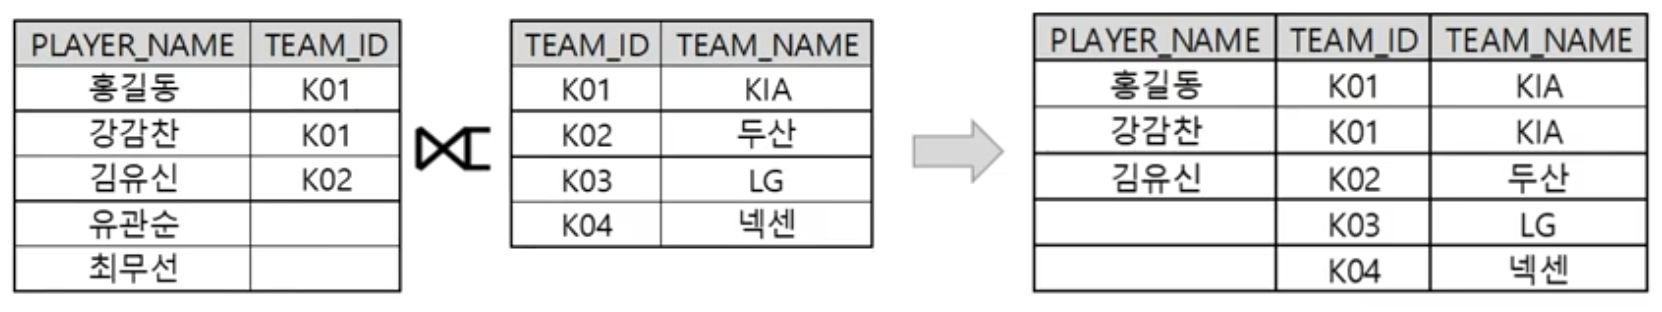 PLAYER_NAME TEAM_ID
홍길동 K01
강감찬 K01
김유신 K02
유관순
최무선
TEAM_ID TEAM_NAME
K01 KIA
K02 두산
K03 LG
K04 넥센
PLAYER_NAME TEAM_ID TEAM_NAME
홍길동 K01 KIA
강감찬 K01 KIA
김유신 K02 두산
K03 LG
K04 넥센